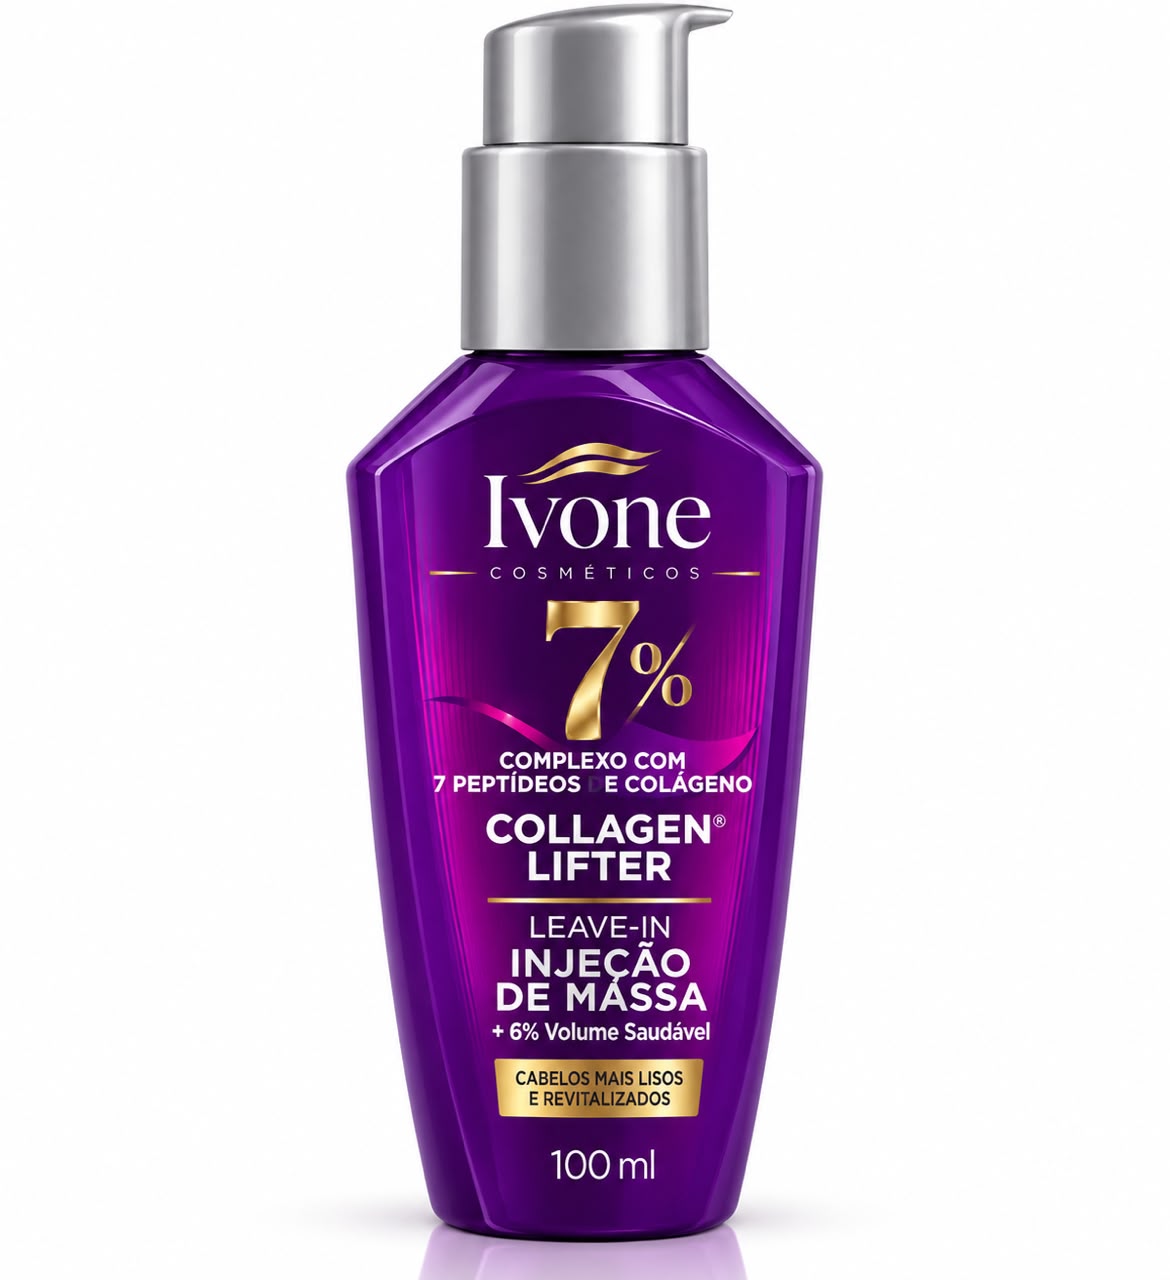 Ivone
COSMÉTICOS
7%
COMPLEXO COM
7 PEPTÍDEOS DE COLÁGENO
COLLAGEN®
LIFTER
LEAVE-IN
INJEÇÃO
DE MASSA
+ 6% Volume Saudável
CABELOS MAIS LISOS
E REVITALIZADOS
100 ml